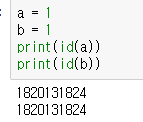 a = 1
b = 1
print(id(a))
print(id(b))
1820131824
1820131824